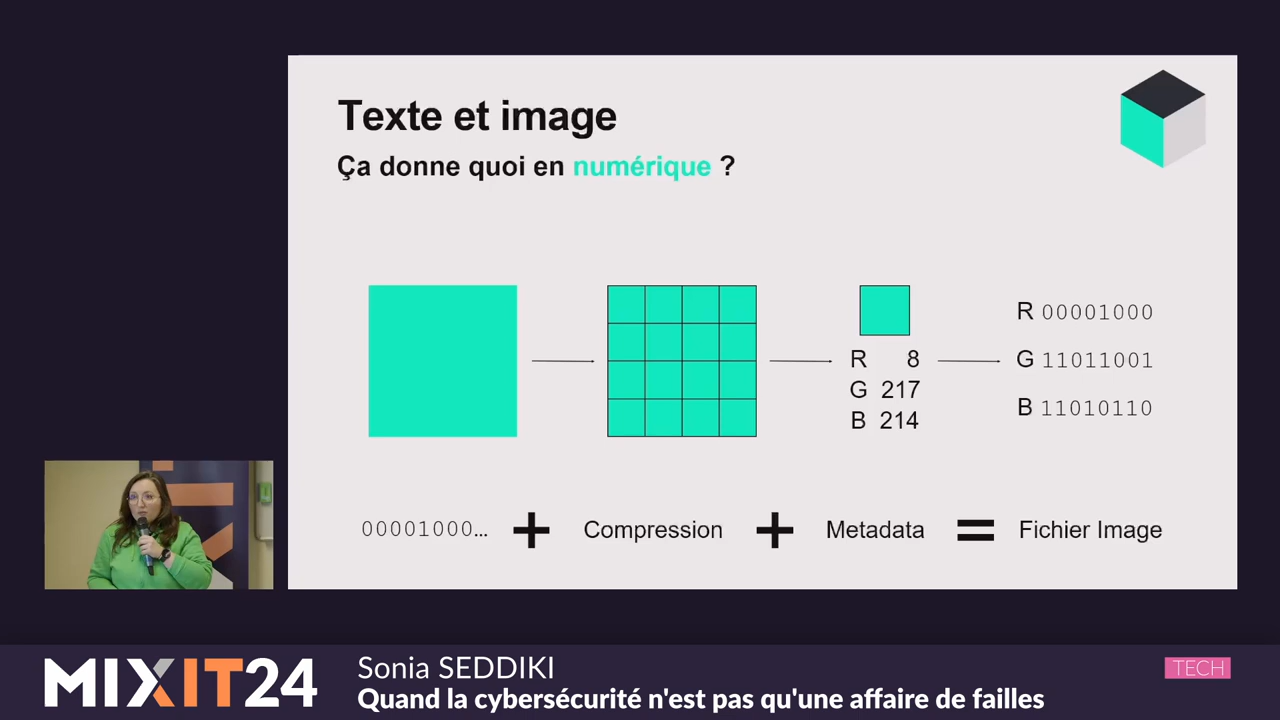 Texte et image
Ça donne quoi en numérique ?
R 8
G 217
B 214
R 00001000
G 11011001
B 11010110
00001000... + Compression + Metadata = Fichier Image
MIXIT24
Sonia SEDDIKI
TECH
Quand la cybersécurité n'est pas qu'une affaire de failles